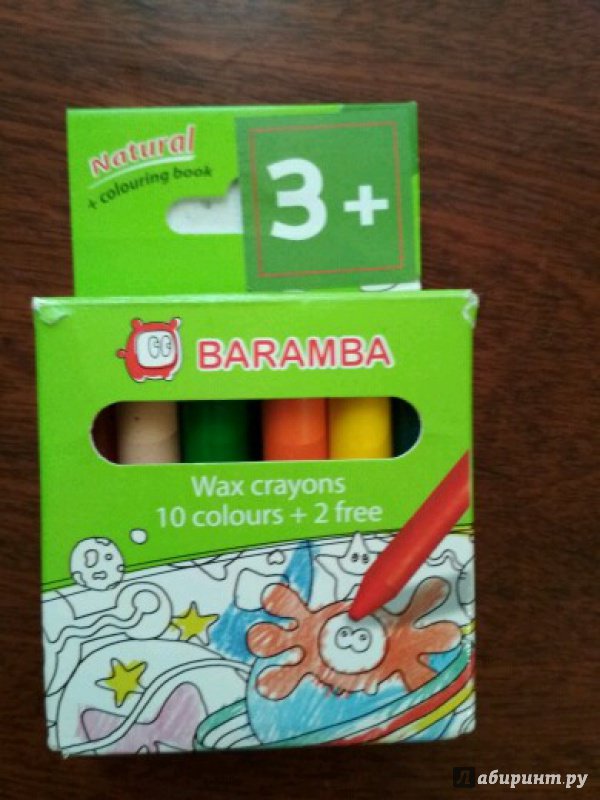 Natural
+ colouring book
3+
BARAMBA
Wax crayons
10 colours + 2 free
Лабиринт.ру